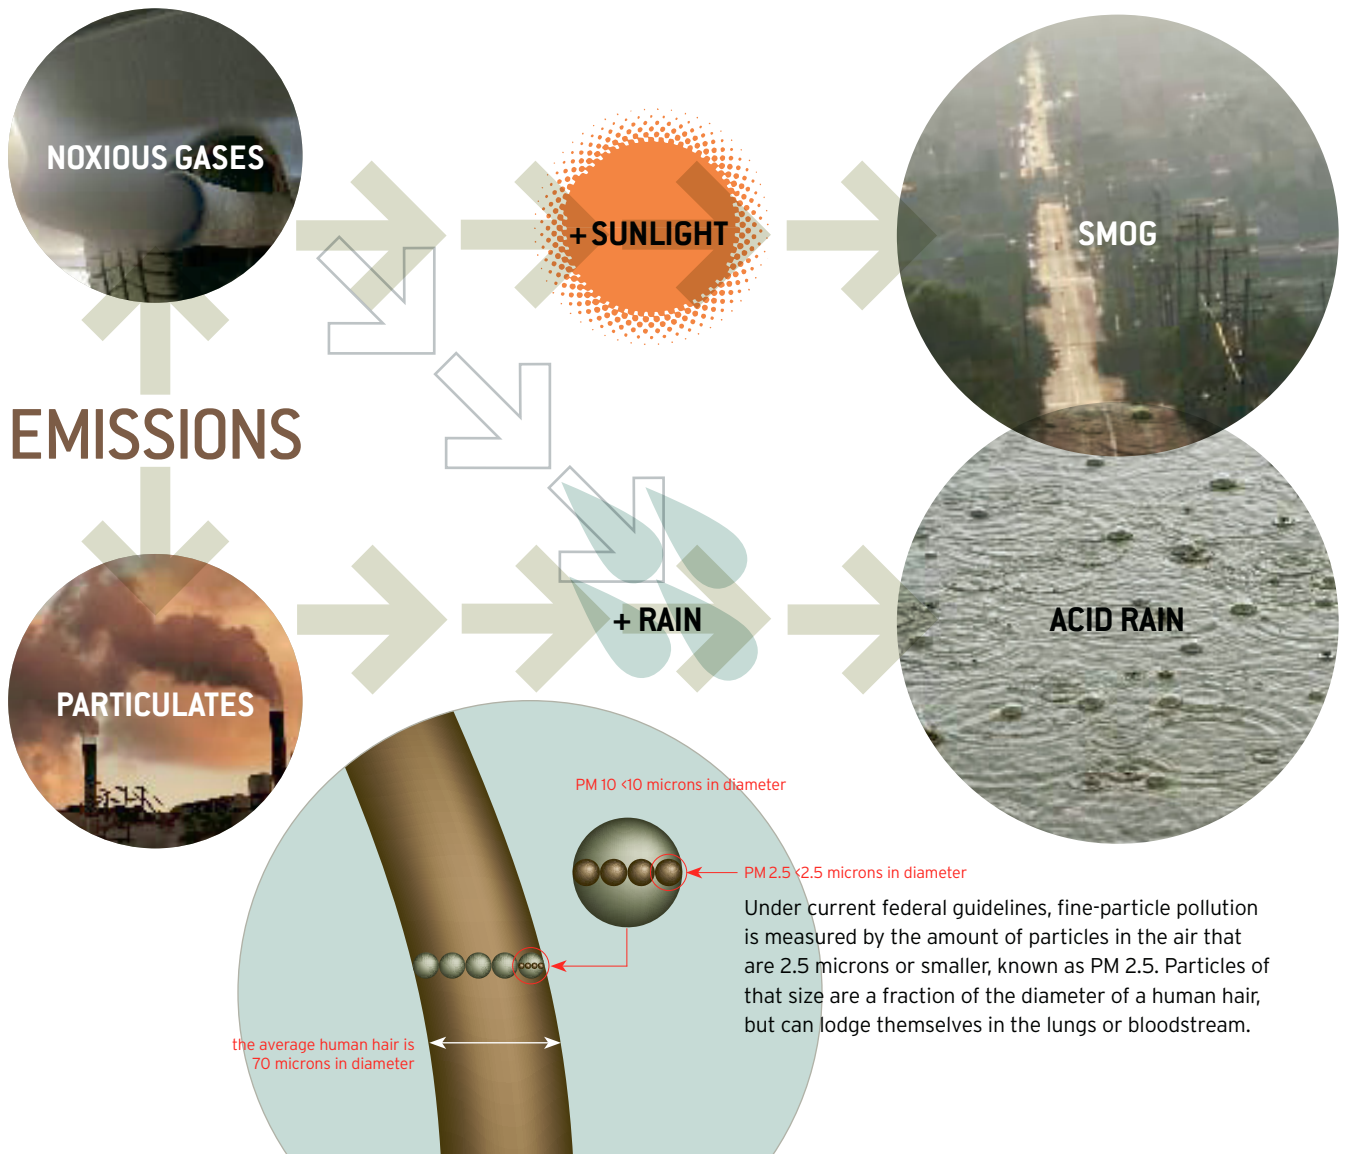 NOXIOUS GASES
+ SUNLIGHT
SMOG
EMISSIONS
+ RAIN
ACID RAIN
PARTICULATES
PM 10 <10 microns in diameter
PM 2.5 <2.5 microns in diameter
Under current federal guidelines, fine-particle pollution
is measured by the amount of particles in the air that
are 2.5 microns or smaller, known as PM 2.5. Particles of
that size are a fraction of the diameter of a human hair,
but can lodge themselves in the lungs or bloodstream.
the average human hair is
70 microns in diameter